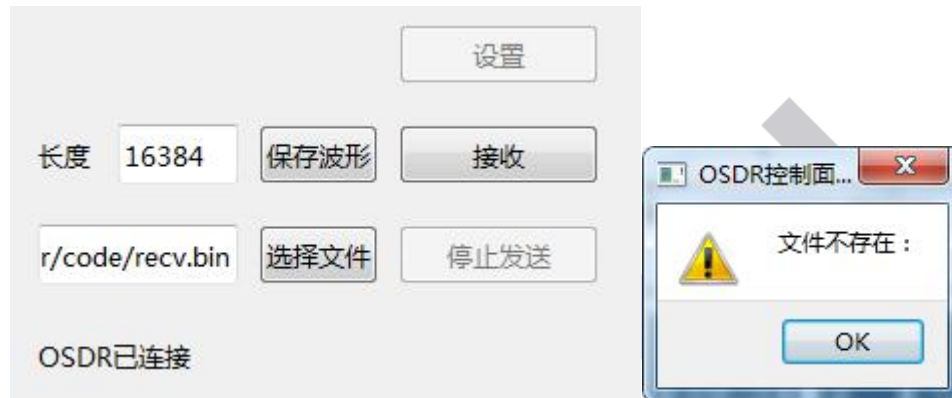 设置
长度 16384 保存波形 接收
r/code/recv.bin 选择文件 停止发送
OSDR已连接
OSDR控制面...
文件不存在：
OK